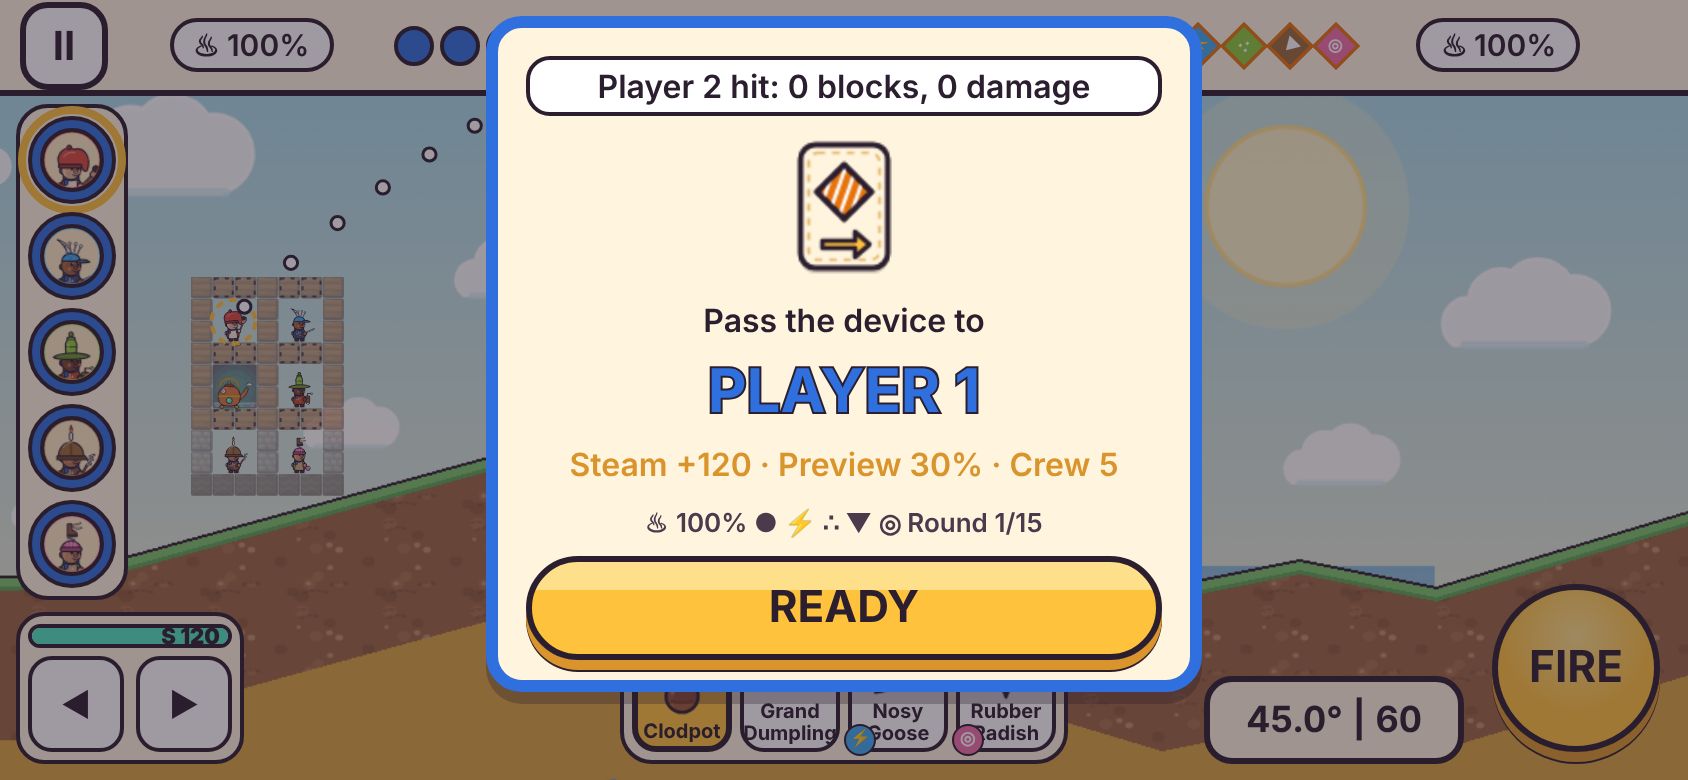 100%
100%
Player 2 hit: 0 blocks, 0 damage
Pass the device to
PLAYER 1
Steam +120 · Preview 30% · Crew 5
♨ 100% ● ⚡ ∴ ▼ ◎ Round 1/15
READY
S 120
Clodpot
Grand Dumpling
Nosy Goose
Rubber Radish
45.0° | 60
FIRE